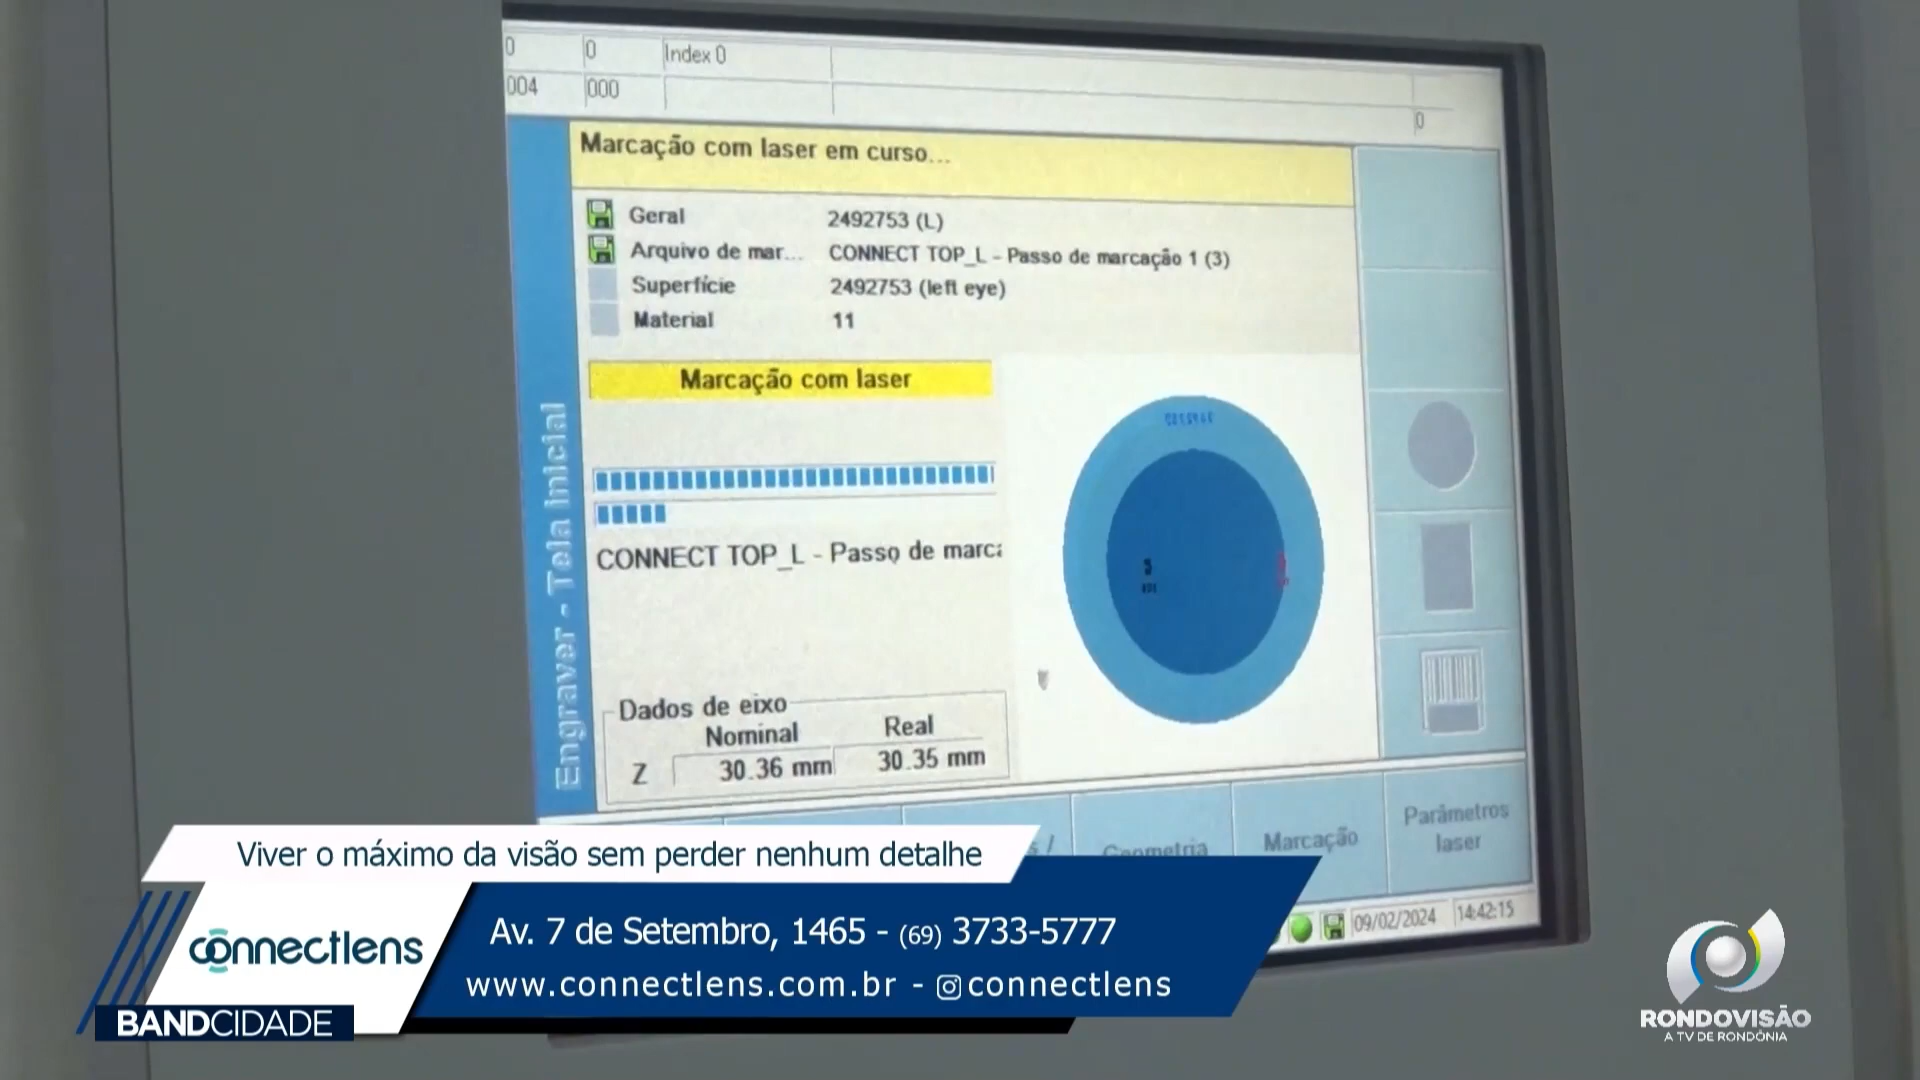 0 0 Index 0
004 000
0
Marcação com laser em curso...
Geral 2492753 (L)
Arquivo de mar... CONNECT TOP_L - Passo de marcação 1 (3)
Superfície 2492753 (left eye)
Material 11
Marcação com laser
CONNECT TOP_L - Passo de marca
Engraver - Tela inicial
Dados de eixo
Nominal Real
Z 30.36 mm 30.35 mm
Geometria
Marcação
Parâmetros
laser
09/02/2024 14:42:15
Viver o máximo da visão sem perder nenhum detalhe
connectlens
Av. 7 de Setembro, 1465 - (69) 3733-5777
www.connectlens.com.br - connectlens
BANDCIDADE
RONDOVISÃO
A TV DE RONDÔNIA